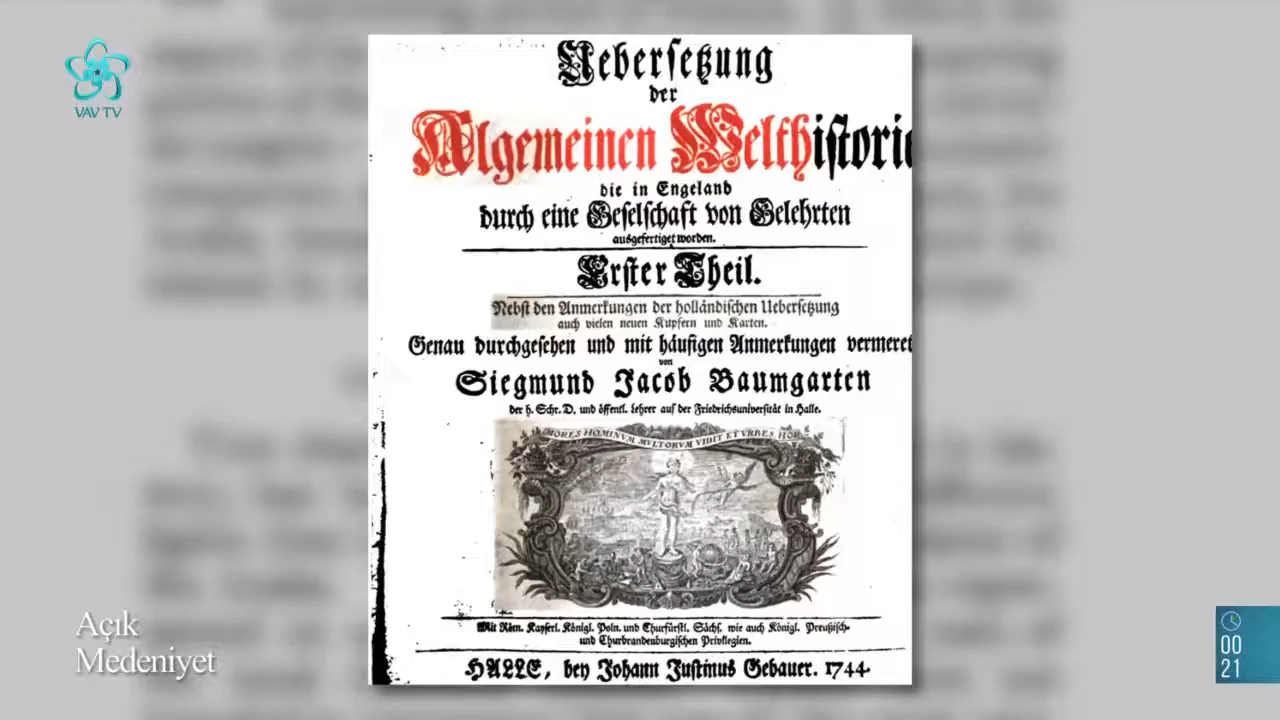 VAV TV
Uebersetzung
der
Algemeinen Welthistorie
die in Engeland
durch eine Geselschaft von Gelehrten
ausgefertiget worden.
Erster Theil.
Nebst den Anmerkungen der holländischen Uebersetzung
auch vielen neuen Kupfern und Karten.
Genau durchgesehen und mit häufigen Anmerkungen vermeret
von
Siegmund Jacob Baumgarten
der h. Schr. D. und öffentl. Lehrer auf der Friedrichsuniversität in Halle.
MORES HOMINVM MVLTORVM VIDIT ET VRBES HOM
Mit Röm. Kayserl. Königl. Poln. und Churfürstl. Sächs. wie auch Königl. Preußisch-
und Churbrandenburgischen Privilegien.
HALLE, bey Johann Justinus Gebauer. 1744.
Açık
Medeniyet
00
21